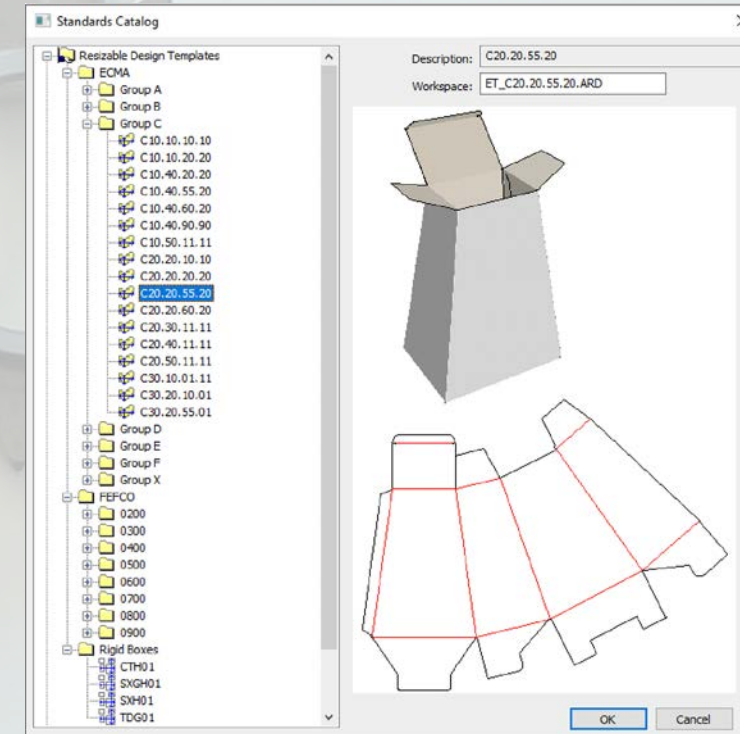 Standards Catalog
Resizable Design Templates
ECMA
Group A
Group B
Group C
C10.10.10.10
C10.10.20.20
C10.40.20.20
C10.40.55.20
C10.40.60.20
C10.40.90.90
C10.50.11.11
C20.20.10.10
C20.20.20.20
C20.20.55.20
C20.20.60.20
C20.30.11.11
C20.40.11.11
C20.50.11.11
C30.10.01.11
C30.20.10.01
C30.20.55.01
Group D
Group E
Group F
Group X
FEFCO
0200
0300
0400
0500
0600
0700
0800
0900
Rigid Boxes
CTH01
SXGH01
SXH01
TDG01
Description: C20.20.55.20
Workspace: ET_C20.20.55.20.ARD
OK Cancel